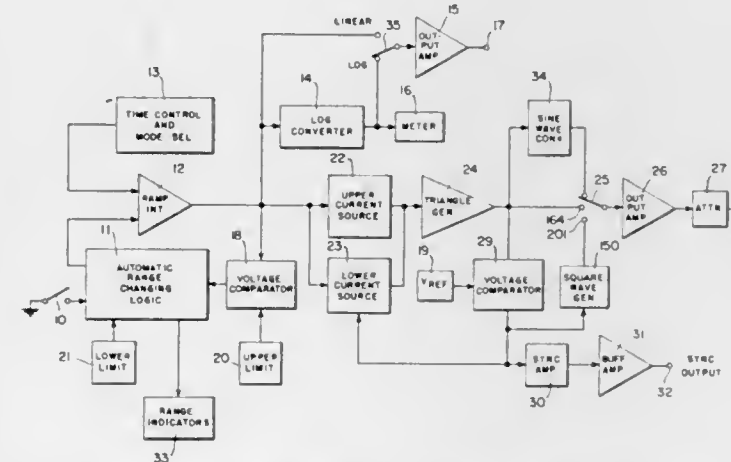 LINEAR
35
15
OUT-
PUT
AMP
17
LOG
13
TIME CONTROL
AND
MODE SEL
14
LOG
CONVERTER
16
METER
34
SINE
WAVE
CONV
12
RAMP
INT
22
UPPER
CURRENT
SOURCE
24
TRIANGLE
GEN
25
164
201
26
OUT
PUT
AMP
27
ATTN
11
AUTOMATIC
RANGE
CHANGING
LOGIC
10
18
VOLTAGE
COMPARATOR
23
LOWER
CURRENT
SOURCE
19
VREF
29
VOLTAGE
COMPARATOR
150
SQUARE
WAVE
GEN
21
LOWER
LIMIT
20
UPPER
LIMIT
SYNC
AMP
30
31
BUFF
AMP
SYNC
OUTPUT
32
RANGE
INDICATORS
33